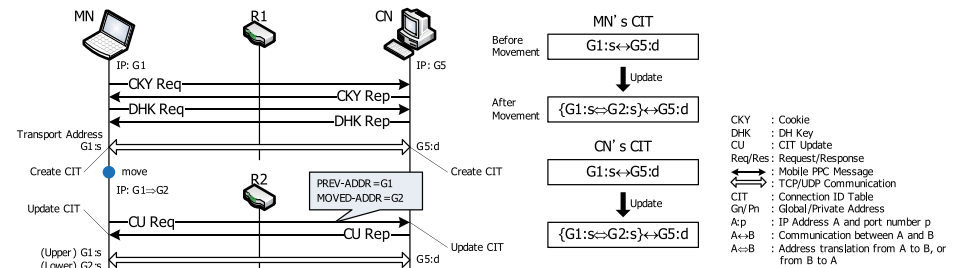 MN
R1
CN
IP: G1
IP: G5
CKY Req
CKY Rep
DHK Req
DHK Rep
Transport Address
G1:s
G5:d
Create CIT
Create CIT
move
IP: G1⇒G2
R2
PREV-ADDR=G1
MOVED-ADDR=G2
Update CIT
CU Req
CU Rep
Update CIT
(Upper) G1:s
(Lower) G2:s
G5:d
MN's CIT
Before
Movement
G1:s↔G5:d
Update
After
Movement
{G1:s⇔G2:s}↔G5:d
CN's CIT
G1:s↔G5:d
Update
{G1:s⇔G2:s}↔G5:d
CKY : Cookie
DHK : DH Key
CU : CIT Update
Req/Res : Request/Response
: Mobile PPC Message
: TCP/UDP Communication
CIT : Connection ID Table
Gn/Pn : Global/Private Address
A:p : IP Address A and port number p
A↔B : Communication between A and B
A⇔B : Address translation from A to B, or
from B to A